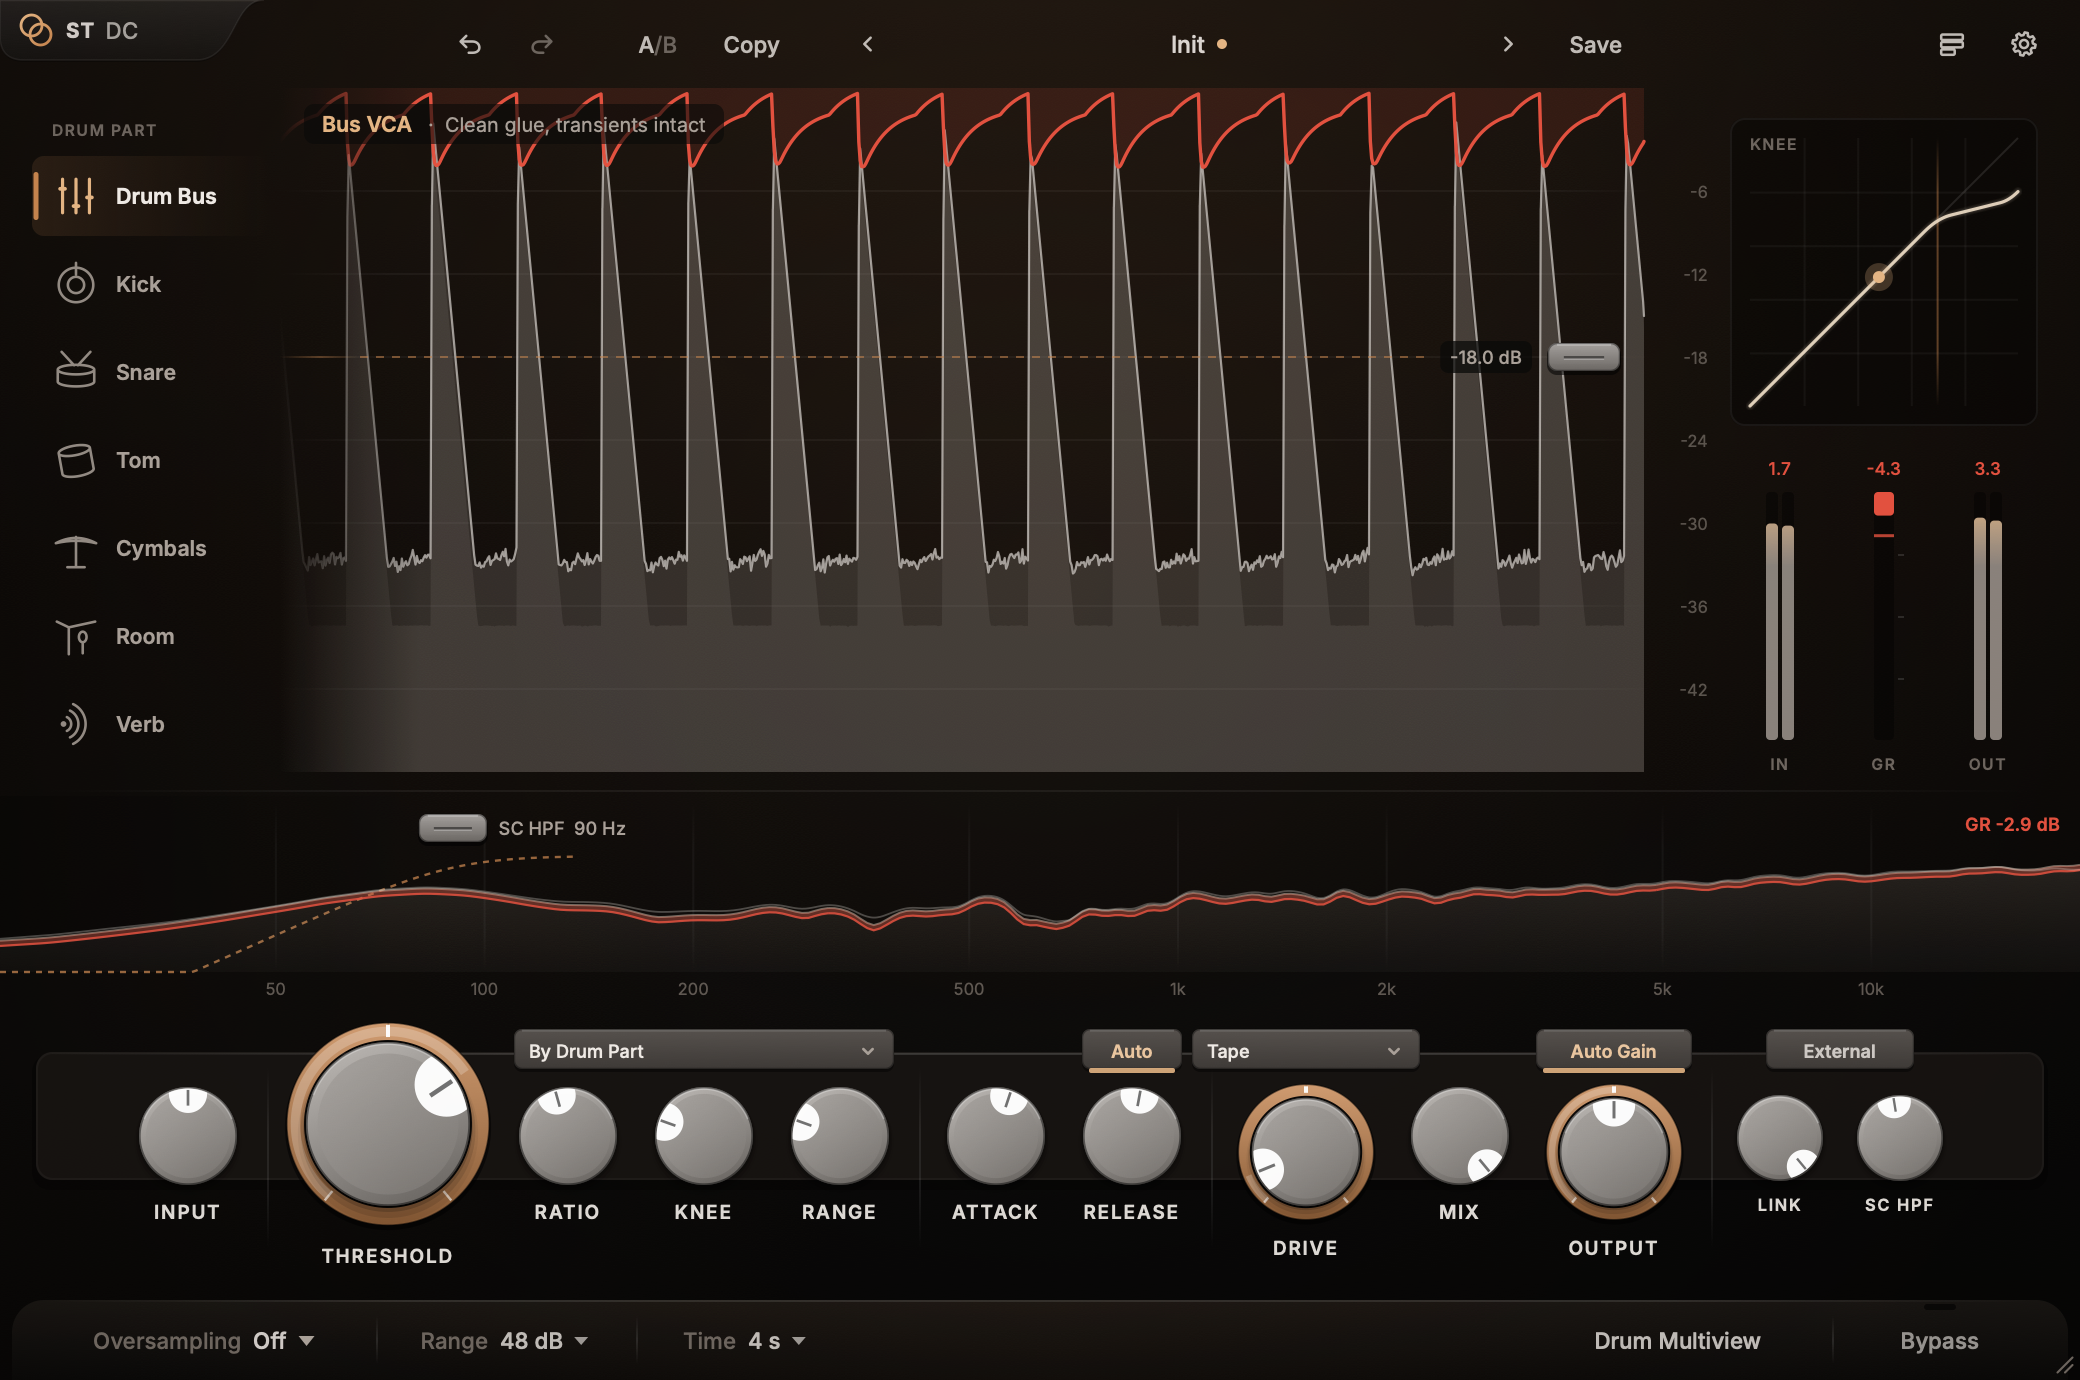 ST DC
A/B Copy Init Save
DRUM PART
Drum Bus
Kick
Snare
Tom
Cymbals
Room
Verb
Bus VCA · Clean glue, transients intact
-18.0 dB
-6
-12
-18
-24
-30
-36
-42
KNEE
1.7 -4.3 3.3
IN GR OUT
SC HPF 90 Hz
GR -2.9 dB
50 100 200 500 1k 2k 5k 10k
By Drum Part Auto Tape Auto Gain External
INPUT THRESHOLD RATIO KNEE RANGE ATTACK RELEASE DRIVE MIX OUTPUT LINK SC HPF
Oversampling Off Range 48 dB Time 4 s Drum Multiview Bypass